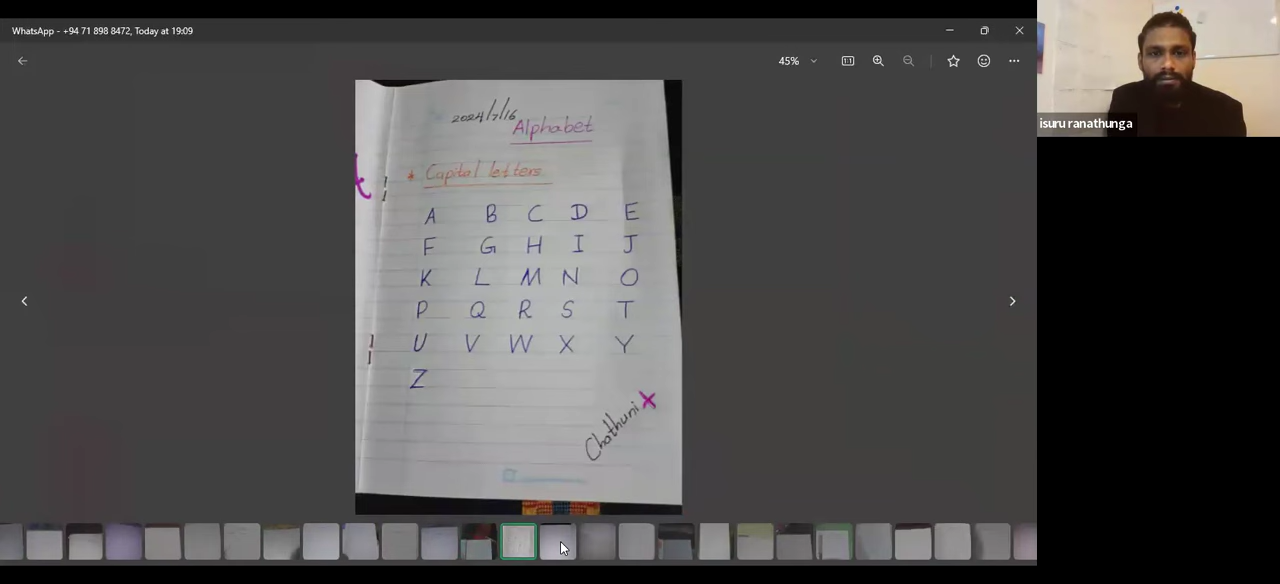 WhatsApp - +94 71 898 8472, Today at 19:09
45%
isuru ranathunga
2024/7/16
Alphabet
* Capital letters
A B C D E
F G H I J
K L M N O
P Q R S T
U V W X Y
Z
Chathuni